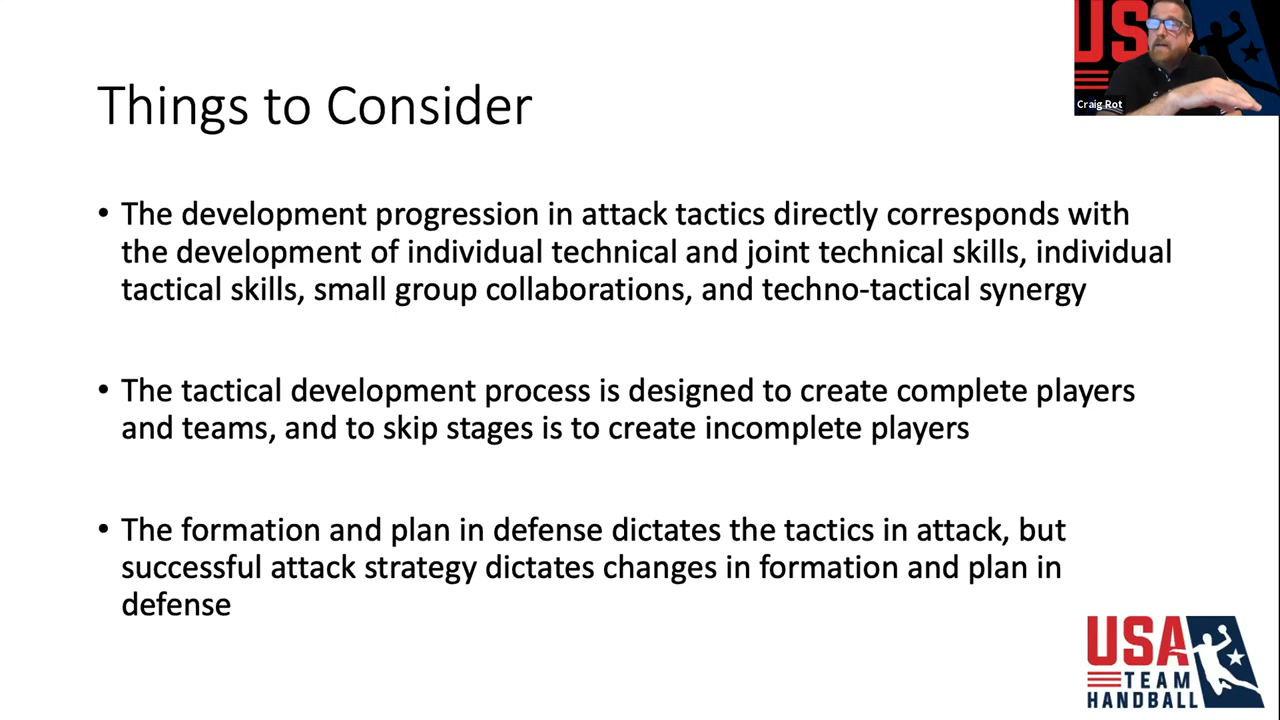 USA
Craig Rot
Things to Consider
• The development progression in attack tactics directly corresponds with
the development of individual technical and joint technical skills, individual
tactical skills, small group collaborations, and techno-tactical synergy
• The tactical development process is designed to create complete players
and teams, and to skip stages is to create incomplete players
• The formation and plan in defense dictates the tactics in attack, but
successful attack strategy dictates changes in formation and plan in
defense
USA
TEAM
HANDBALL